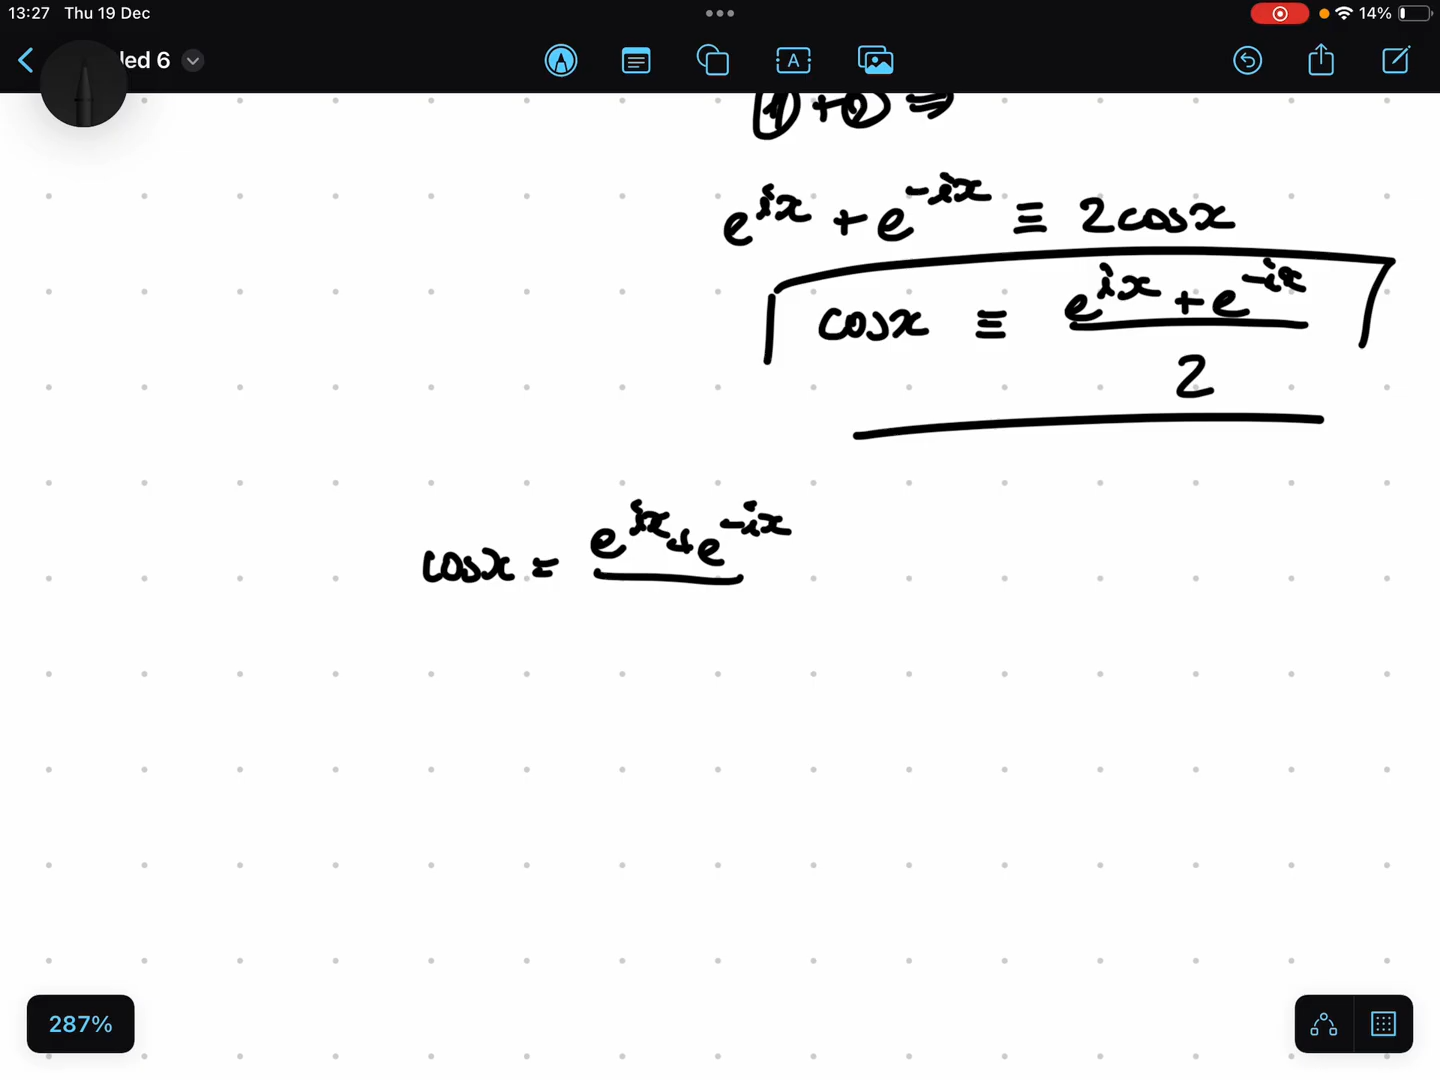 13:27 Thu 19 Dec 14%
led 6
① + ② ⇒
e^{ix} + e^{-ix} ≡ 2cosx
cosx ≡ \frac{e^{ix} + e^{-ix}}{2}
cosx = e^{ix} + e^{-ix}
287%